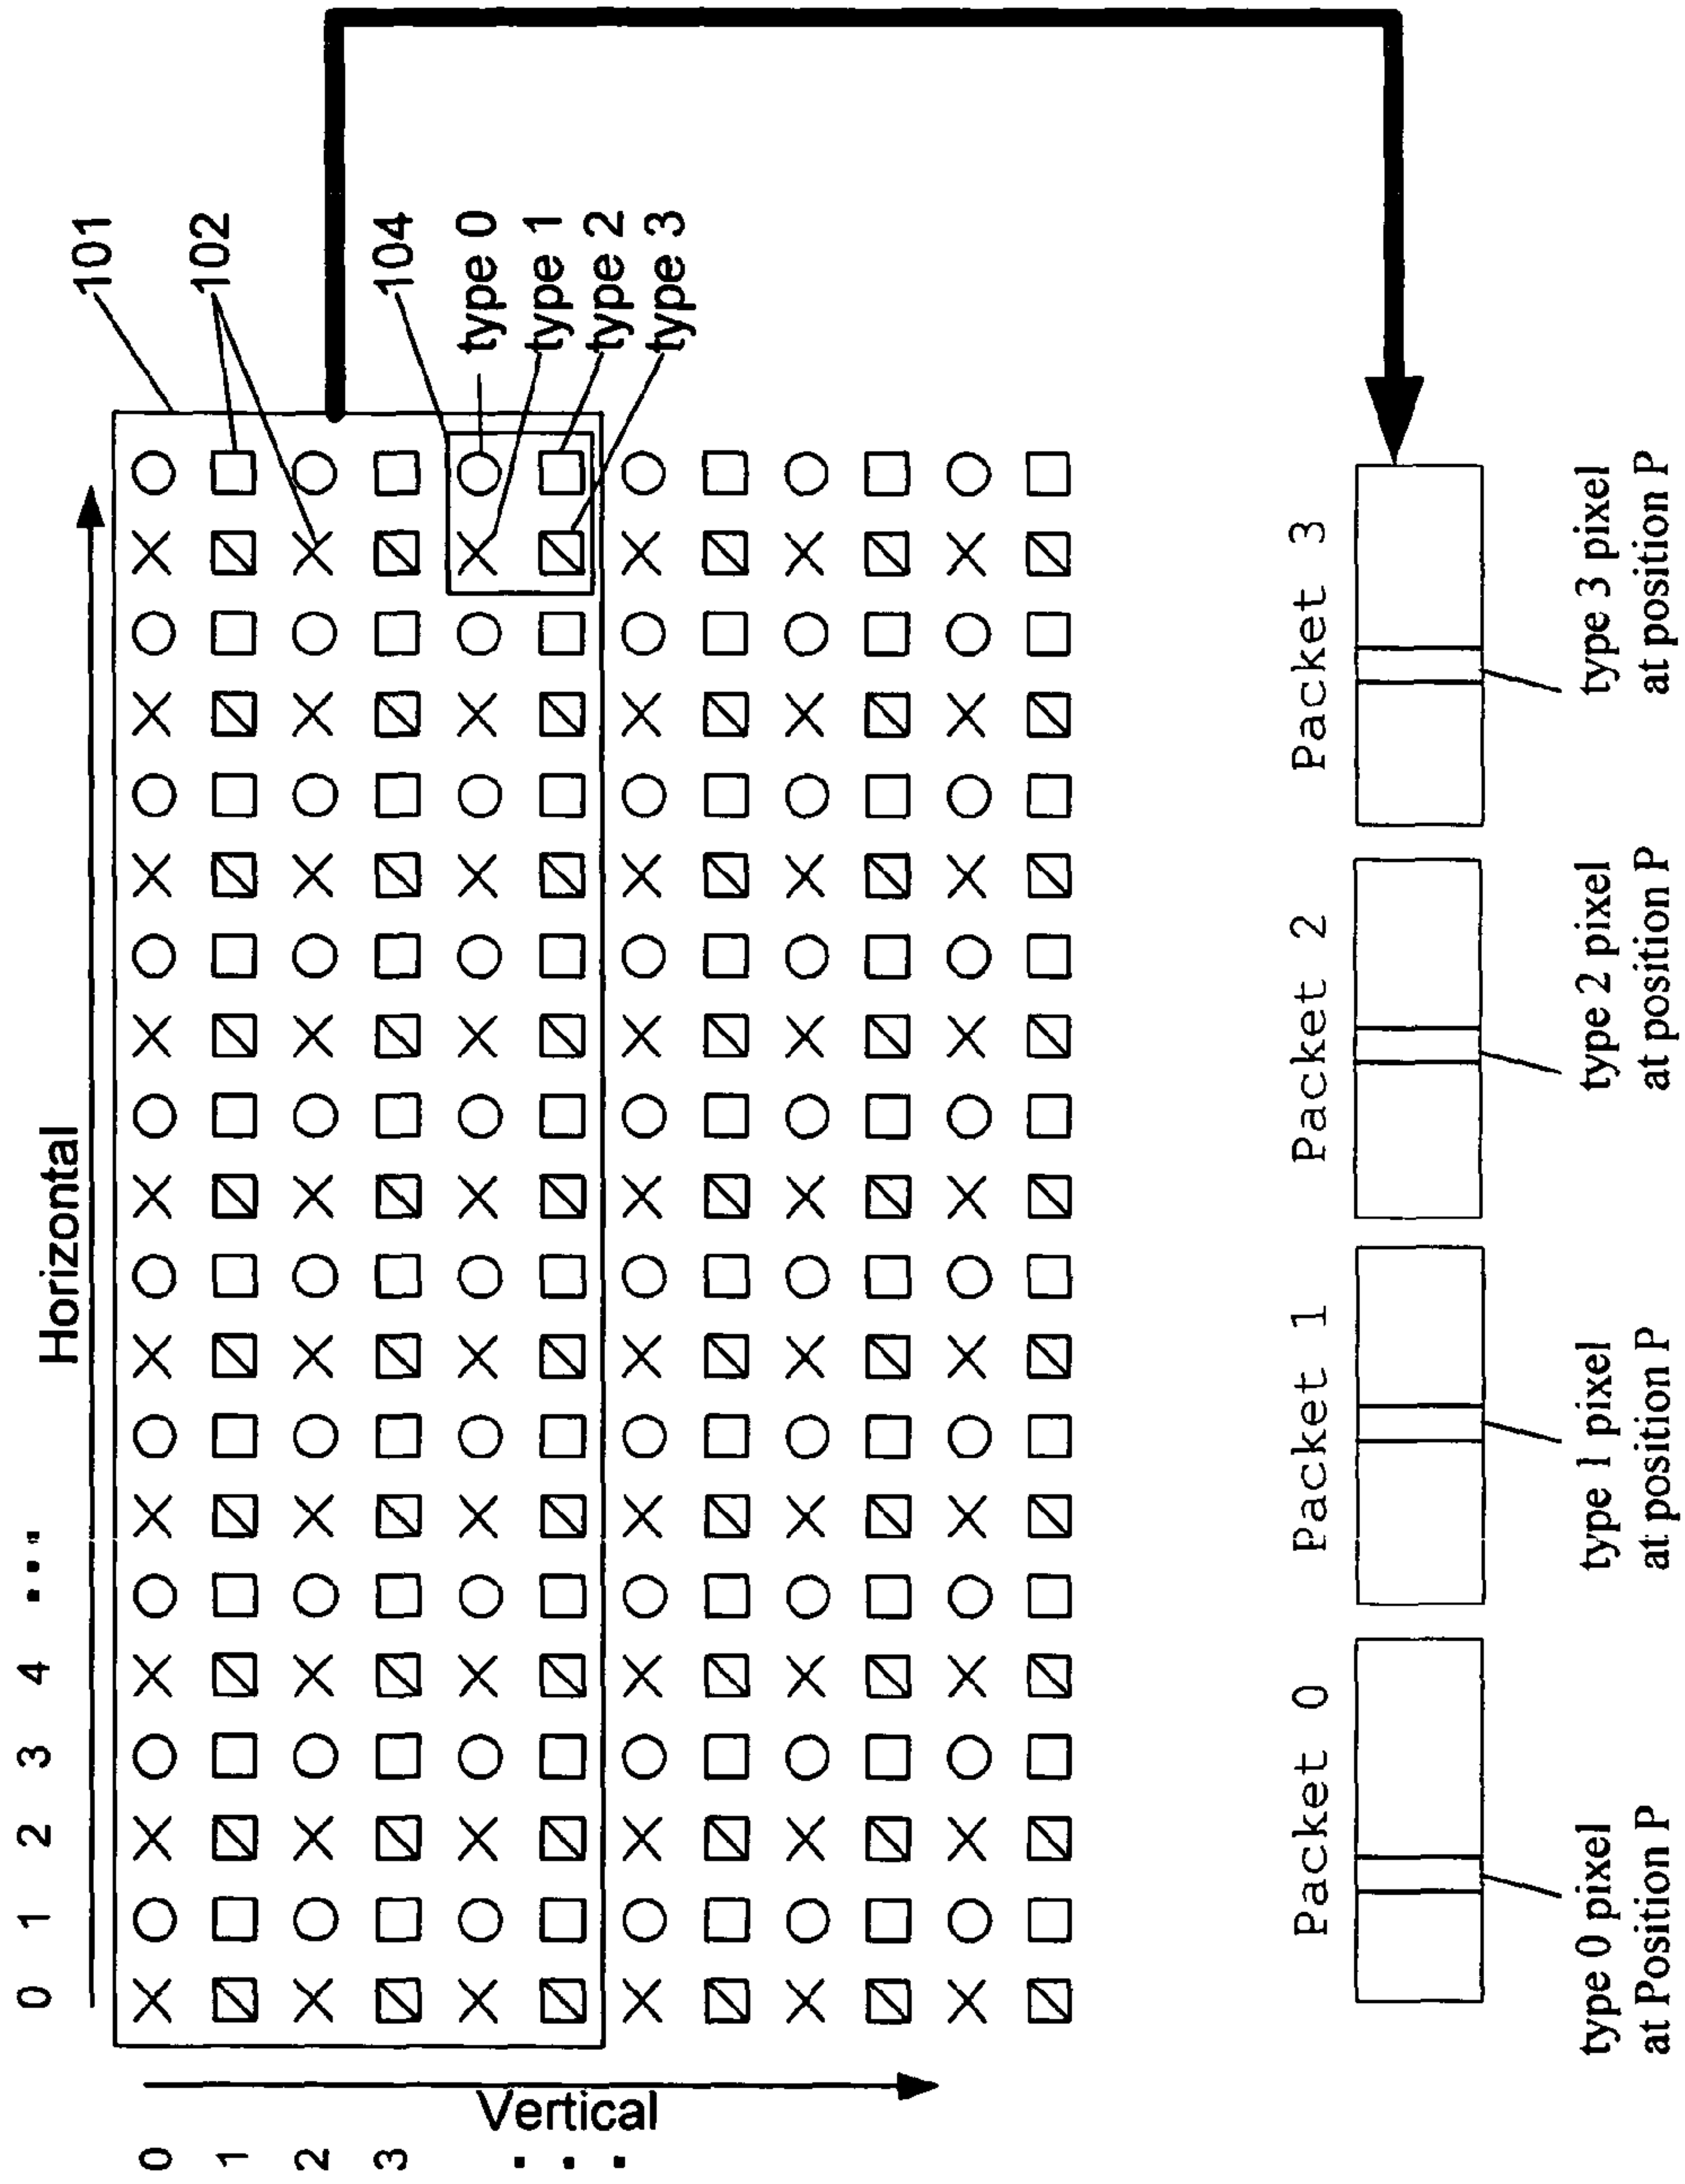 0 1 2 3 4 ...
Horizontal
0
1
2
3
...
Vertical
101
102
104
type 0
type 1
type 2
type 3
Packet 0
Packet 1
Packet 2
Packet 3
type 0 pixel
at Position P
type 1 pixel
at position P
type 2 pixel
at position P
type 3 pixel
at position P